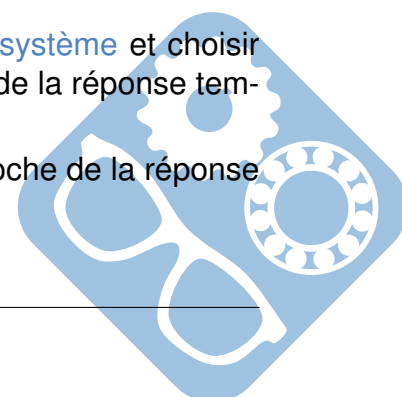 système et choisir
de la réponse tem-
oche de la réponse